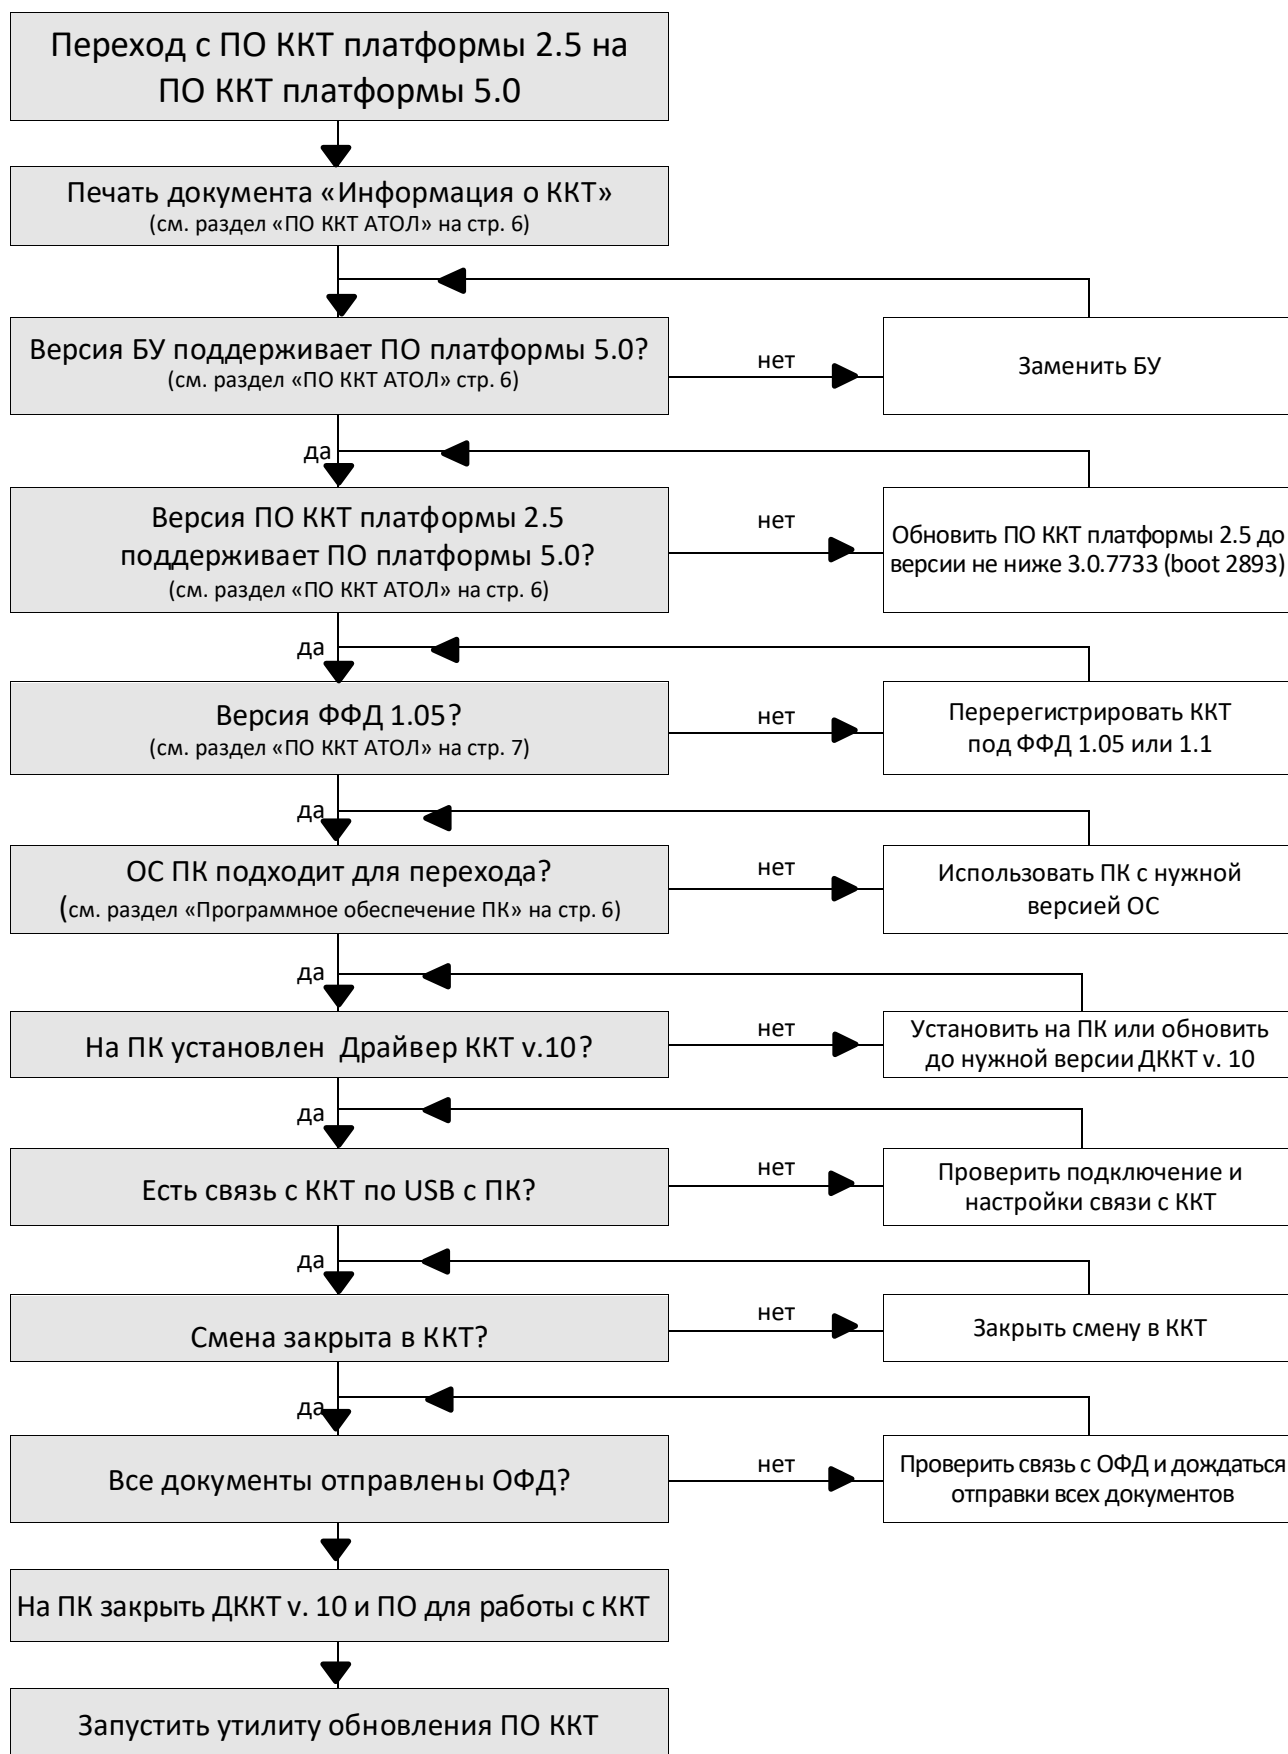 Переход с ПО ККТ платформы 2.5 на
ПО ККТ платформы 5.0
Печать документа «Информация о ККТ»
(см. раздел «ПО ККТ АТОЛ» на стр. 6)
Версия БУ поддерживает ПО платформы 5.0?
(см. раздел «ПО ККТ АТОЛ» стр. 6)
нет
Заменить БУ
да
Версия ПО ККТ платформы 2.5
поддерживает ПО платформы 5.0?
(см. раздел «ПО ККТ АТОЛ» на стр. 6)
нет
Обновить ПО ККТ платформы 2.5 до
версии не ниже 3.0.7733 (boot 2893)
да
Версия ФФД 1.05?
(см. раздел «ПО ККТ АТОЛ» на стр. 7)
нет
Перерегистрировать ККТ
под ФФД 1.05 или 1.1
да
ОС ПК подходит для перехода?
(см. раздел «Программное обеспечение ПК» на стр. 6)
нет
Использовать ПК с нужной
версией ОС
да
На ПК установлен Драйвер ККТ v.10?
нет
Установить на ПК или обновить
до нужной версии ДККТ v. 10
да
Есть связь с ККТ по USB с ПК?
нет
Проверить подключение и
настройки связи с ККТ
да
Смена закрыта в ККТ?
нет
Закрыть смену в ККТ
да
Все документы отправлены ОФД?
нет
Проверить связь с ОФД и дождаться
отправки всех документов
На ПК закрыть ДККТ v. 10 и ПО для работы с ККТ
Запустить утилиту обновления ПО ККТ